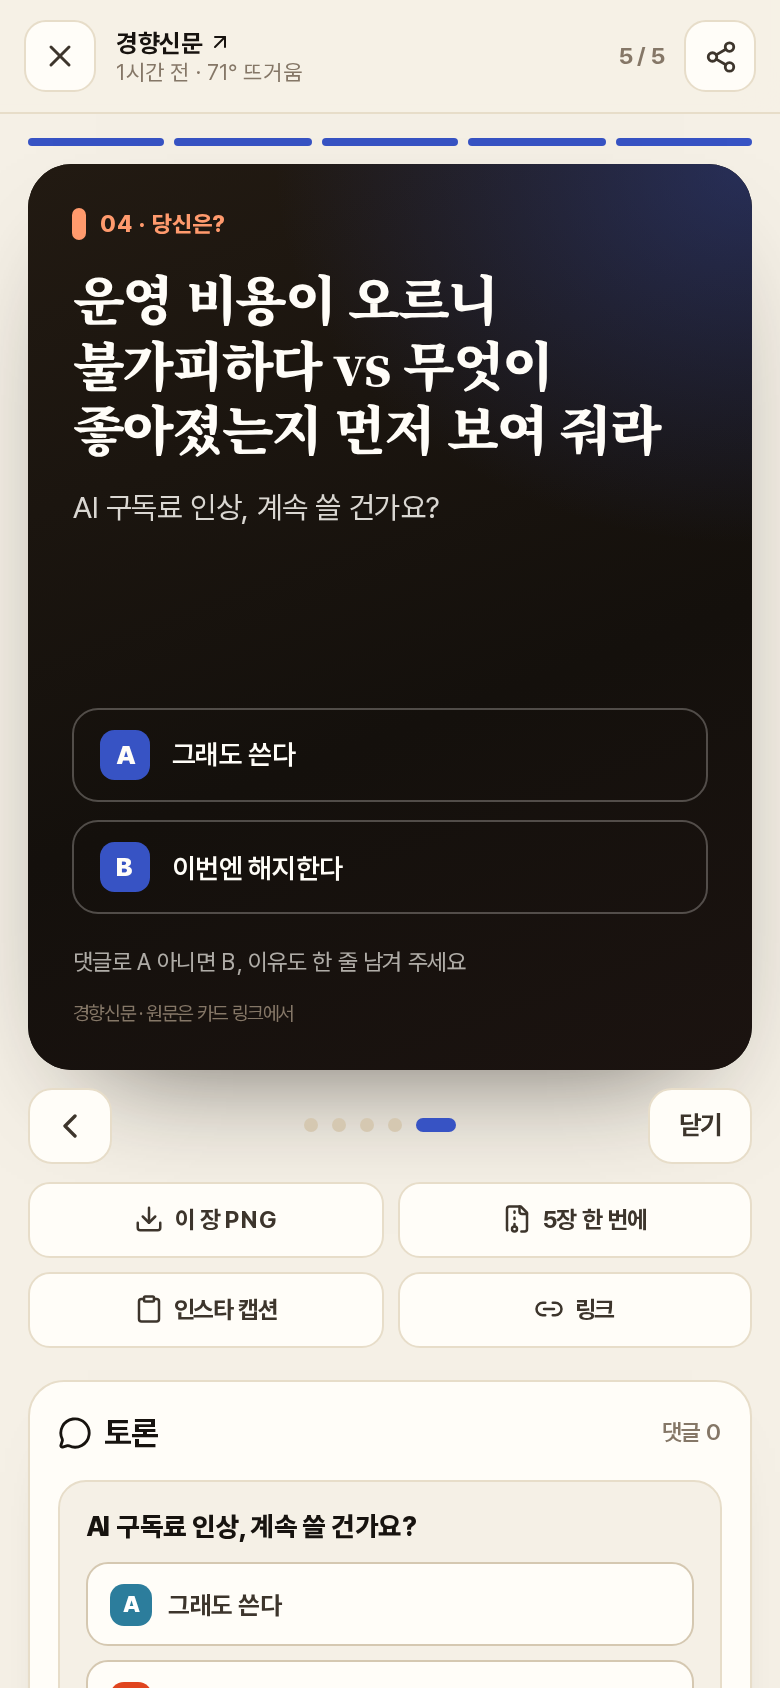 경향신문
1시간 전 · 71° 뜨거움
5 / 5
04 · 당신은?
운영 비용이 오르니
불가피하다 vs 무엇이
좋아졌는지 먼저 보여 줘라
AI 구독료 인상, 계속 쓸 건가요?
A 그래도 쓴다
B 이번엔 해지한다
댓글로 A 아니면 B, 이유도 한 줄 남겨 주세요
경향신문 · 원문은 카드 링크에서
닫기
이 장 PNG
5장 한 번에
인스타 캡션
링크
토론
댓글 0
AI 구독료 인상, 계속 쓸 건가요?
A 그래도 쓴다